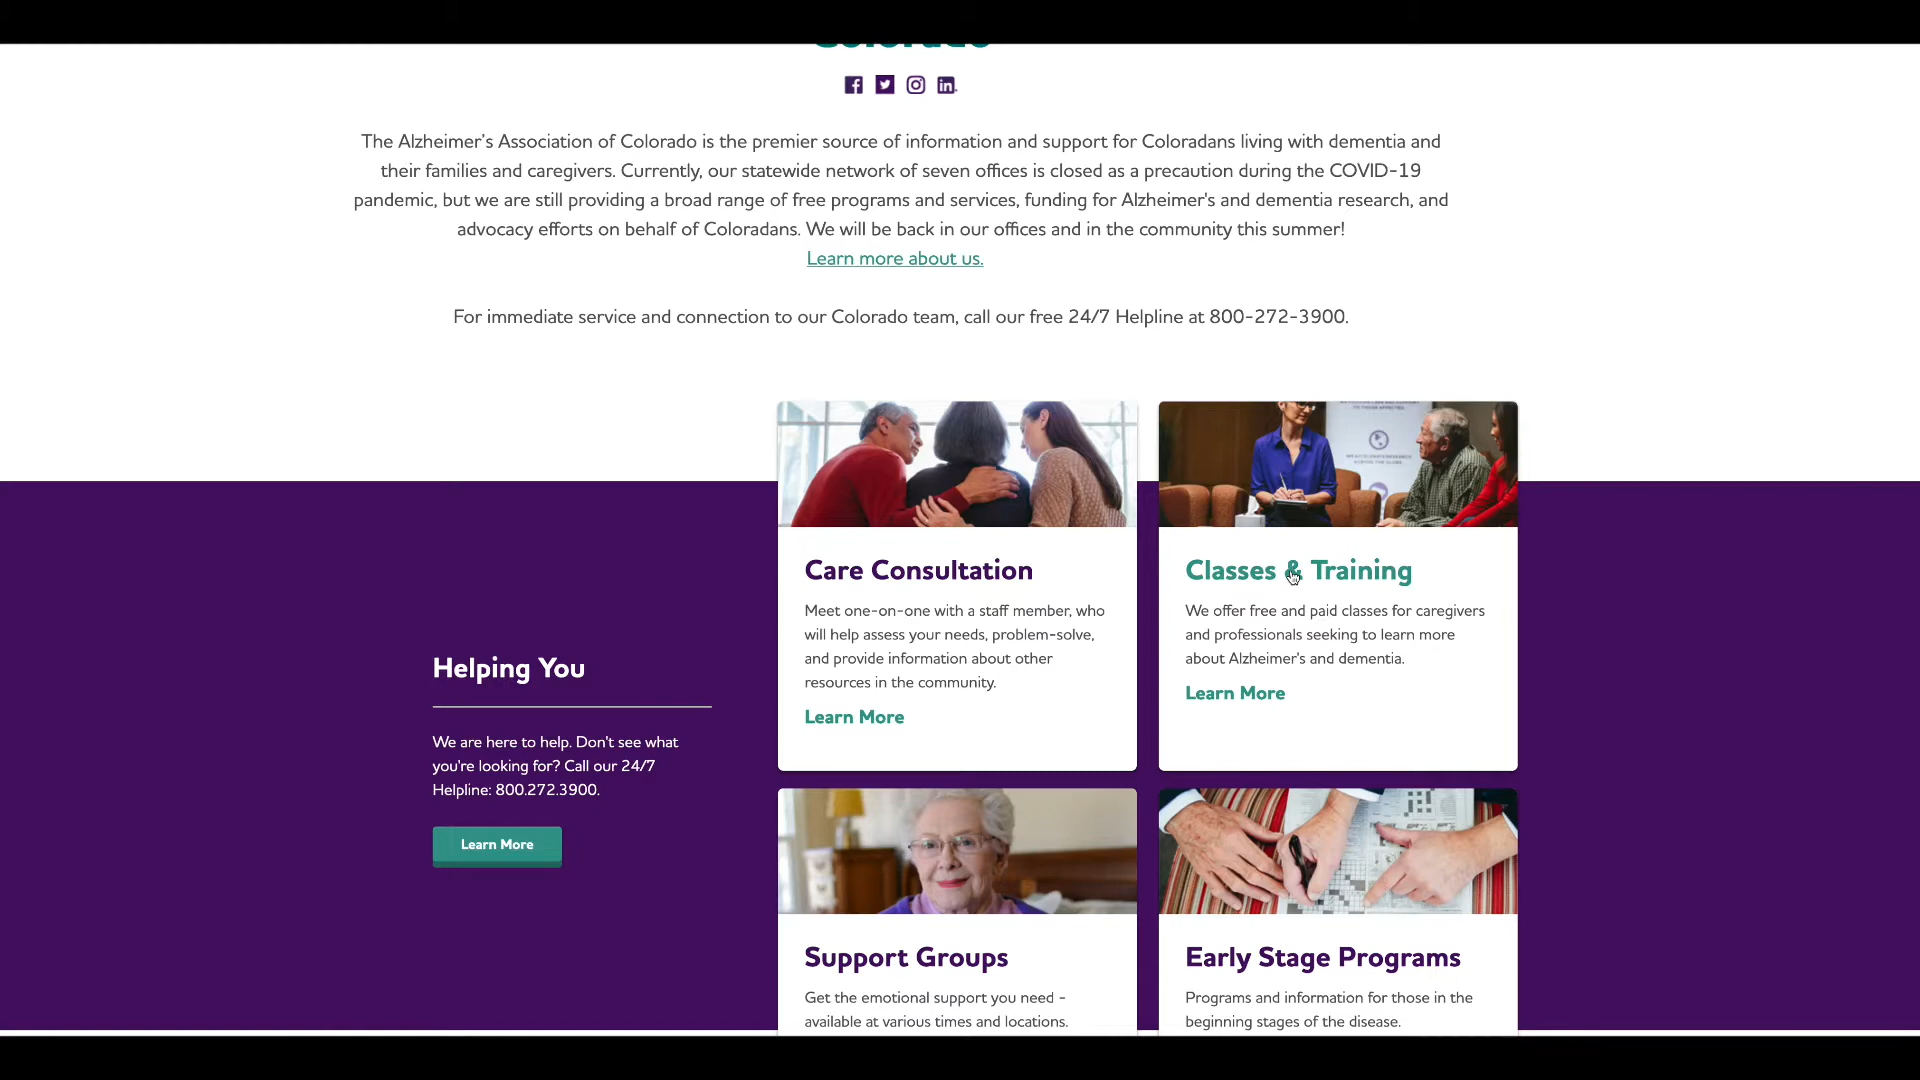 Colorado
The Alzheimer's Association of Colorado is the premier source of information and support for Coloradans living with dementia and
their families and caregivers. Currently, our statewide network of seven offices is closed as a precaution during the COVID-19
pandemic, but we are still providing a broad range of free programs and services, funding for Alzheimer's and dementia research, and
advocacy efforts on behalf of Coloradans. We will be back in our offices and in the community this summer!
Learn more about us.
For immediate service and connection to our Colorado team, call our free 24/7 Helpline at 800-272-3900.
Helping You
We are here to help. Don't see what
you're looking for? Call our 24/7
Helpline: 800.272.3900.
Learn More
Care Consultation
Meet one-on-one with a staff member, who
will help assess your needs, problem-solve,
and provide information about other
resources in the community.
Learn More
Classes & Training
We offer free and paid classes for caregivers
and professionals seeking to learn more
about Alzheimer's and dementia.
Learn More
Support Groups
Get the emotional support you need -
available at various times and locations.
Early Stage Programs
Programs and information for those in the
beginning stages of the disease.